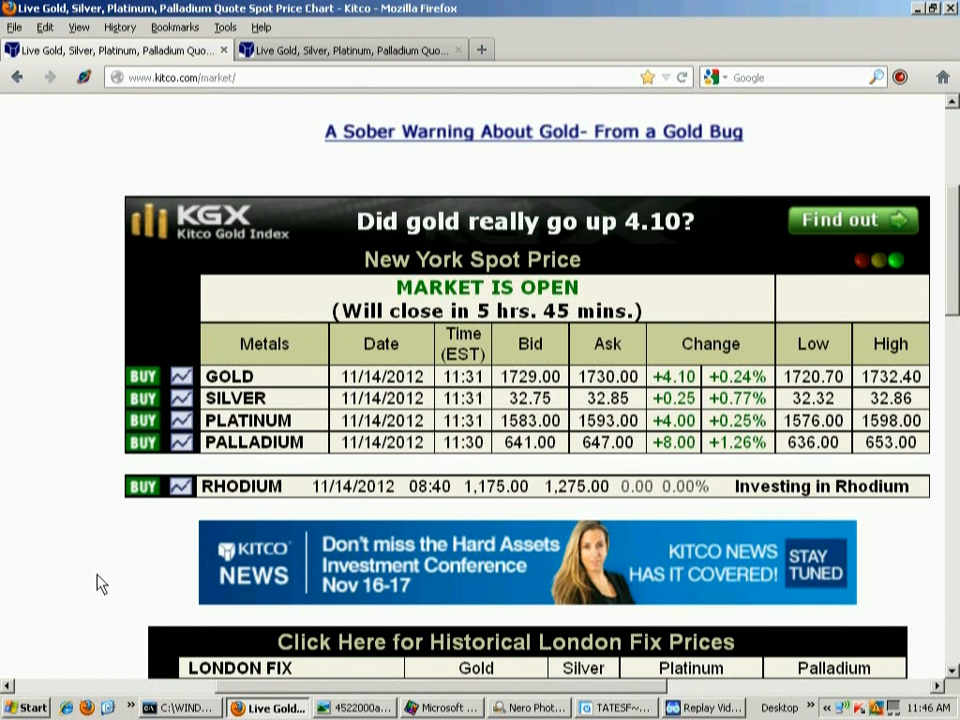 Live Gold, Silver, Platinum, Palladium Quote Spot Price Chart - Kitco - Mozilla Firefox
File Edit View History Bookmarks Tools Help
Live Gold, Silver, Platinum, Palladium Quo... Live Gold, Silver, Platinum, Palladium Quo...
www.kitco.com/market/ Google
A Sober Warning About Gold- From a Gold Bug
KGX Did gold really go up 4.10? Find out
Kitco Gold Index
New York Spot Price
MARKET IS OPEN
(Will close in 5 hrs. 45 mins.)
Metals Date Time (EST) Bid Ask Change Low High
BUY GOLD 11/14/2012 11:31 1729.00 1730.00 +4.10 +0.24% 1720.70 1732.40
BUY SILVER 11/14/2012 11:31 32.75 32.85 +0.25 +0.77% 32.32 32.86
BUY PLATINUM 11/14/2012 11:31 1583.00 1593.00 +4.00 +0.25% 1576.00 1598.00
BUY PALLADIUM 11/14/2012 11:30 641.00 647.00 +8.00 +1.26% 636.00 653.00
BUY RHODIUM 11/14/2012 08:40 1,175.00 1,275.00 0.00 0.00% Investing in Rhodium
KITCO NEWS
Don't miss the Hard Assets
Investment Conference
Nov 16-17
KITCO NEWS
HAS IT COVERED!
STAY TUNED
Click Here for Historical London Fix Prices
LONDON FIX Gold Silver Platinum Palladium
Start C:\WIND... Live Gold... 4522000a... Microsoft ... Nero Phot... TATESF~... Replay Vid... Desktop 11:46 AM